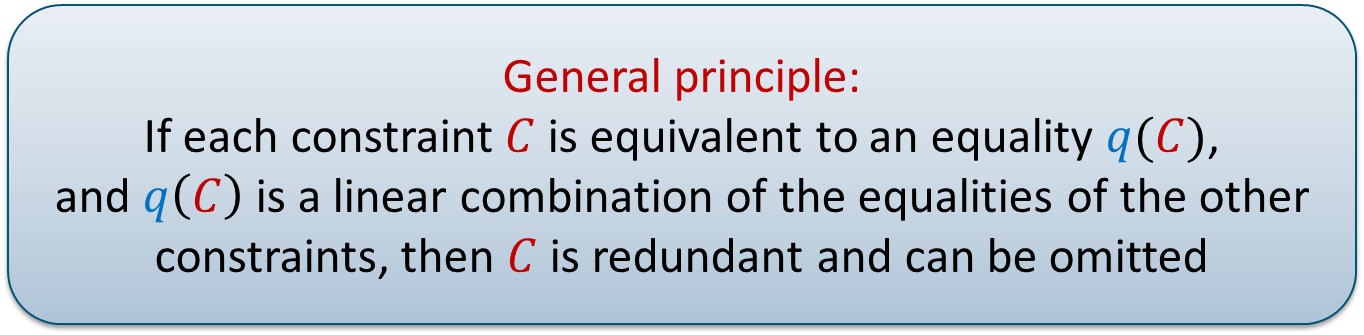 General principle:
If each constraint C is equivalent to an equality q(C),
and q(C) is a linear combination of the equalities of the other
constraints, then C is redundant and can be omitted